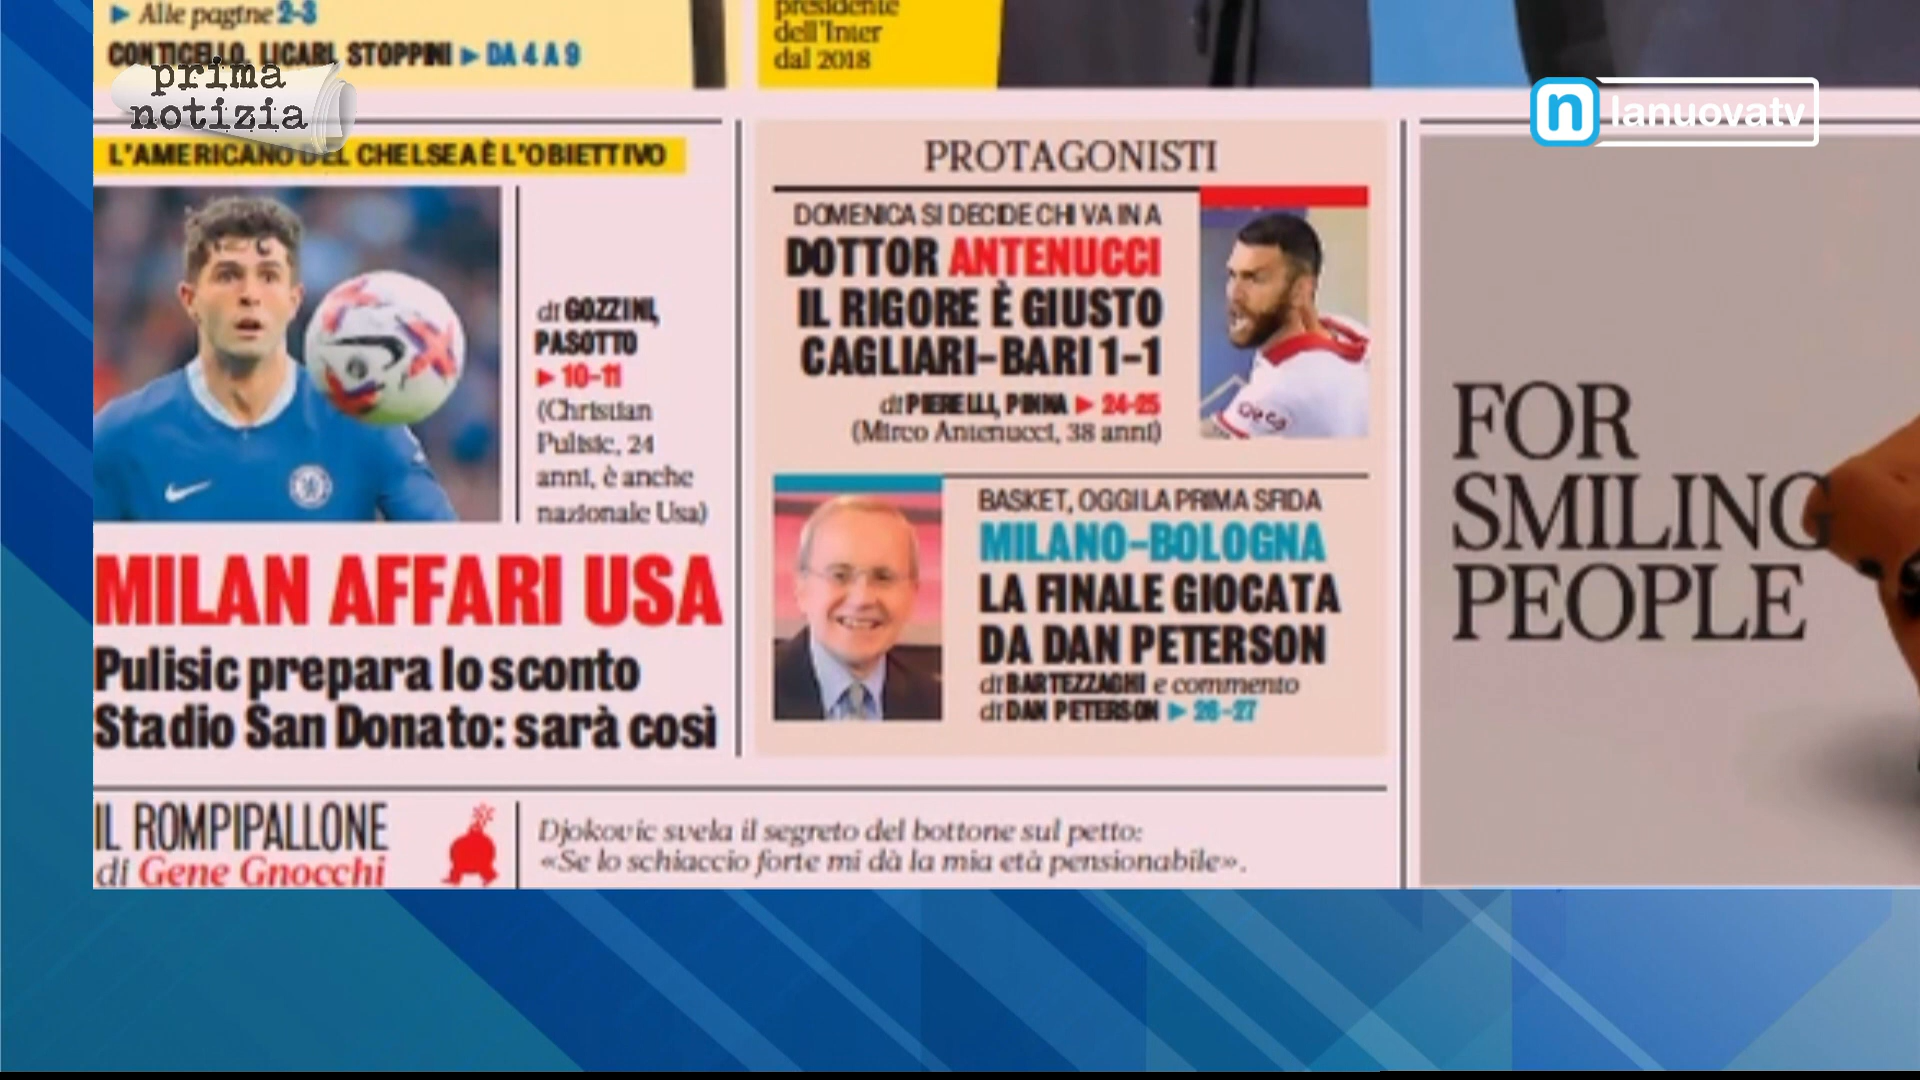 Alle pagine 2-3
CONTICELLO, LICARI, STOPPINI ▶ DA 4 A 9
presidente
dell'Inter
dal 2018
prima
notizia
lanuovatv
L'AMERICANO DEL CHELSEA È L'OBIETTIVO
di GOZZINI,
PASOTTO
▶ 10-11
(Christian
Pulisic, 24
anni, è anche
nazionale Usa)
MILAN AFFARI USA
Pulisic prepara lo sconto
Stadio San Donato: sarà così
PROTAGONISTI
DOMENICA SI DECIDE CHI VA IN A
DOTTOR ANTENUCCI
IL RIGORE È GIUSTO
CAGLIARI-BARI 1-1
di PIERELLI, PINNA ▶ 24-25
(Mirco Antenucci, 38 anni)
BASKET, OGGI LA PRIMA SFIDA
MILANO-BOLOGNA
LA FINALE GIOCATA
DA DAN PETERSON
di BARTEZZAGHI e commento
di DAN PETERSON ▶ 26-27
FOR
SMILING
PEOPLE
IL ROMPIPALLONE
di Gene Gnocchi
Djokovic svela il segreto del bottone sul petto:
«Se lo schiaccio forte mi dà la mia età pensionabile».